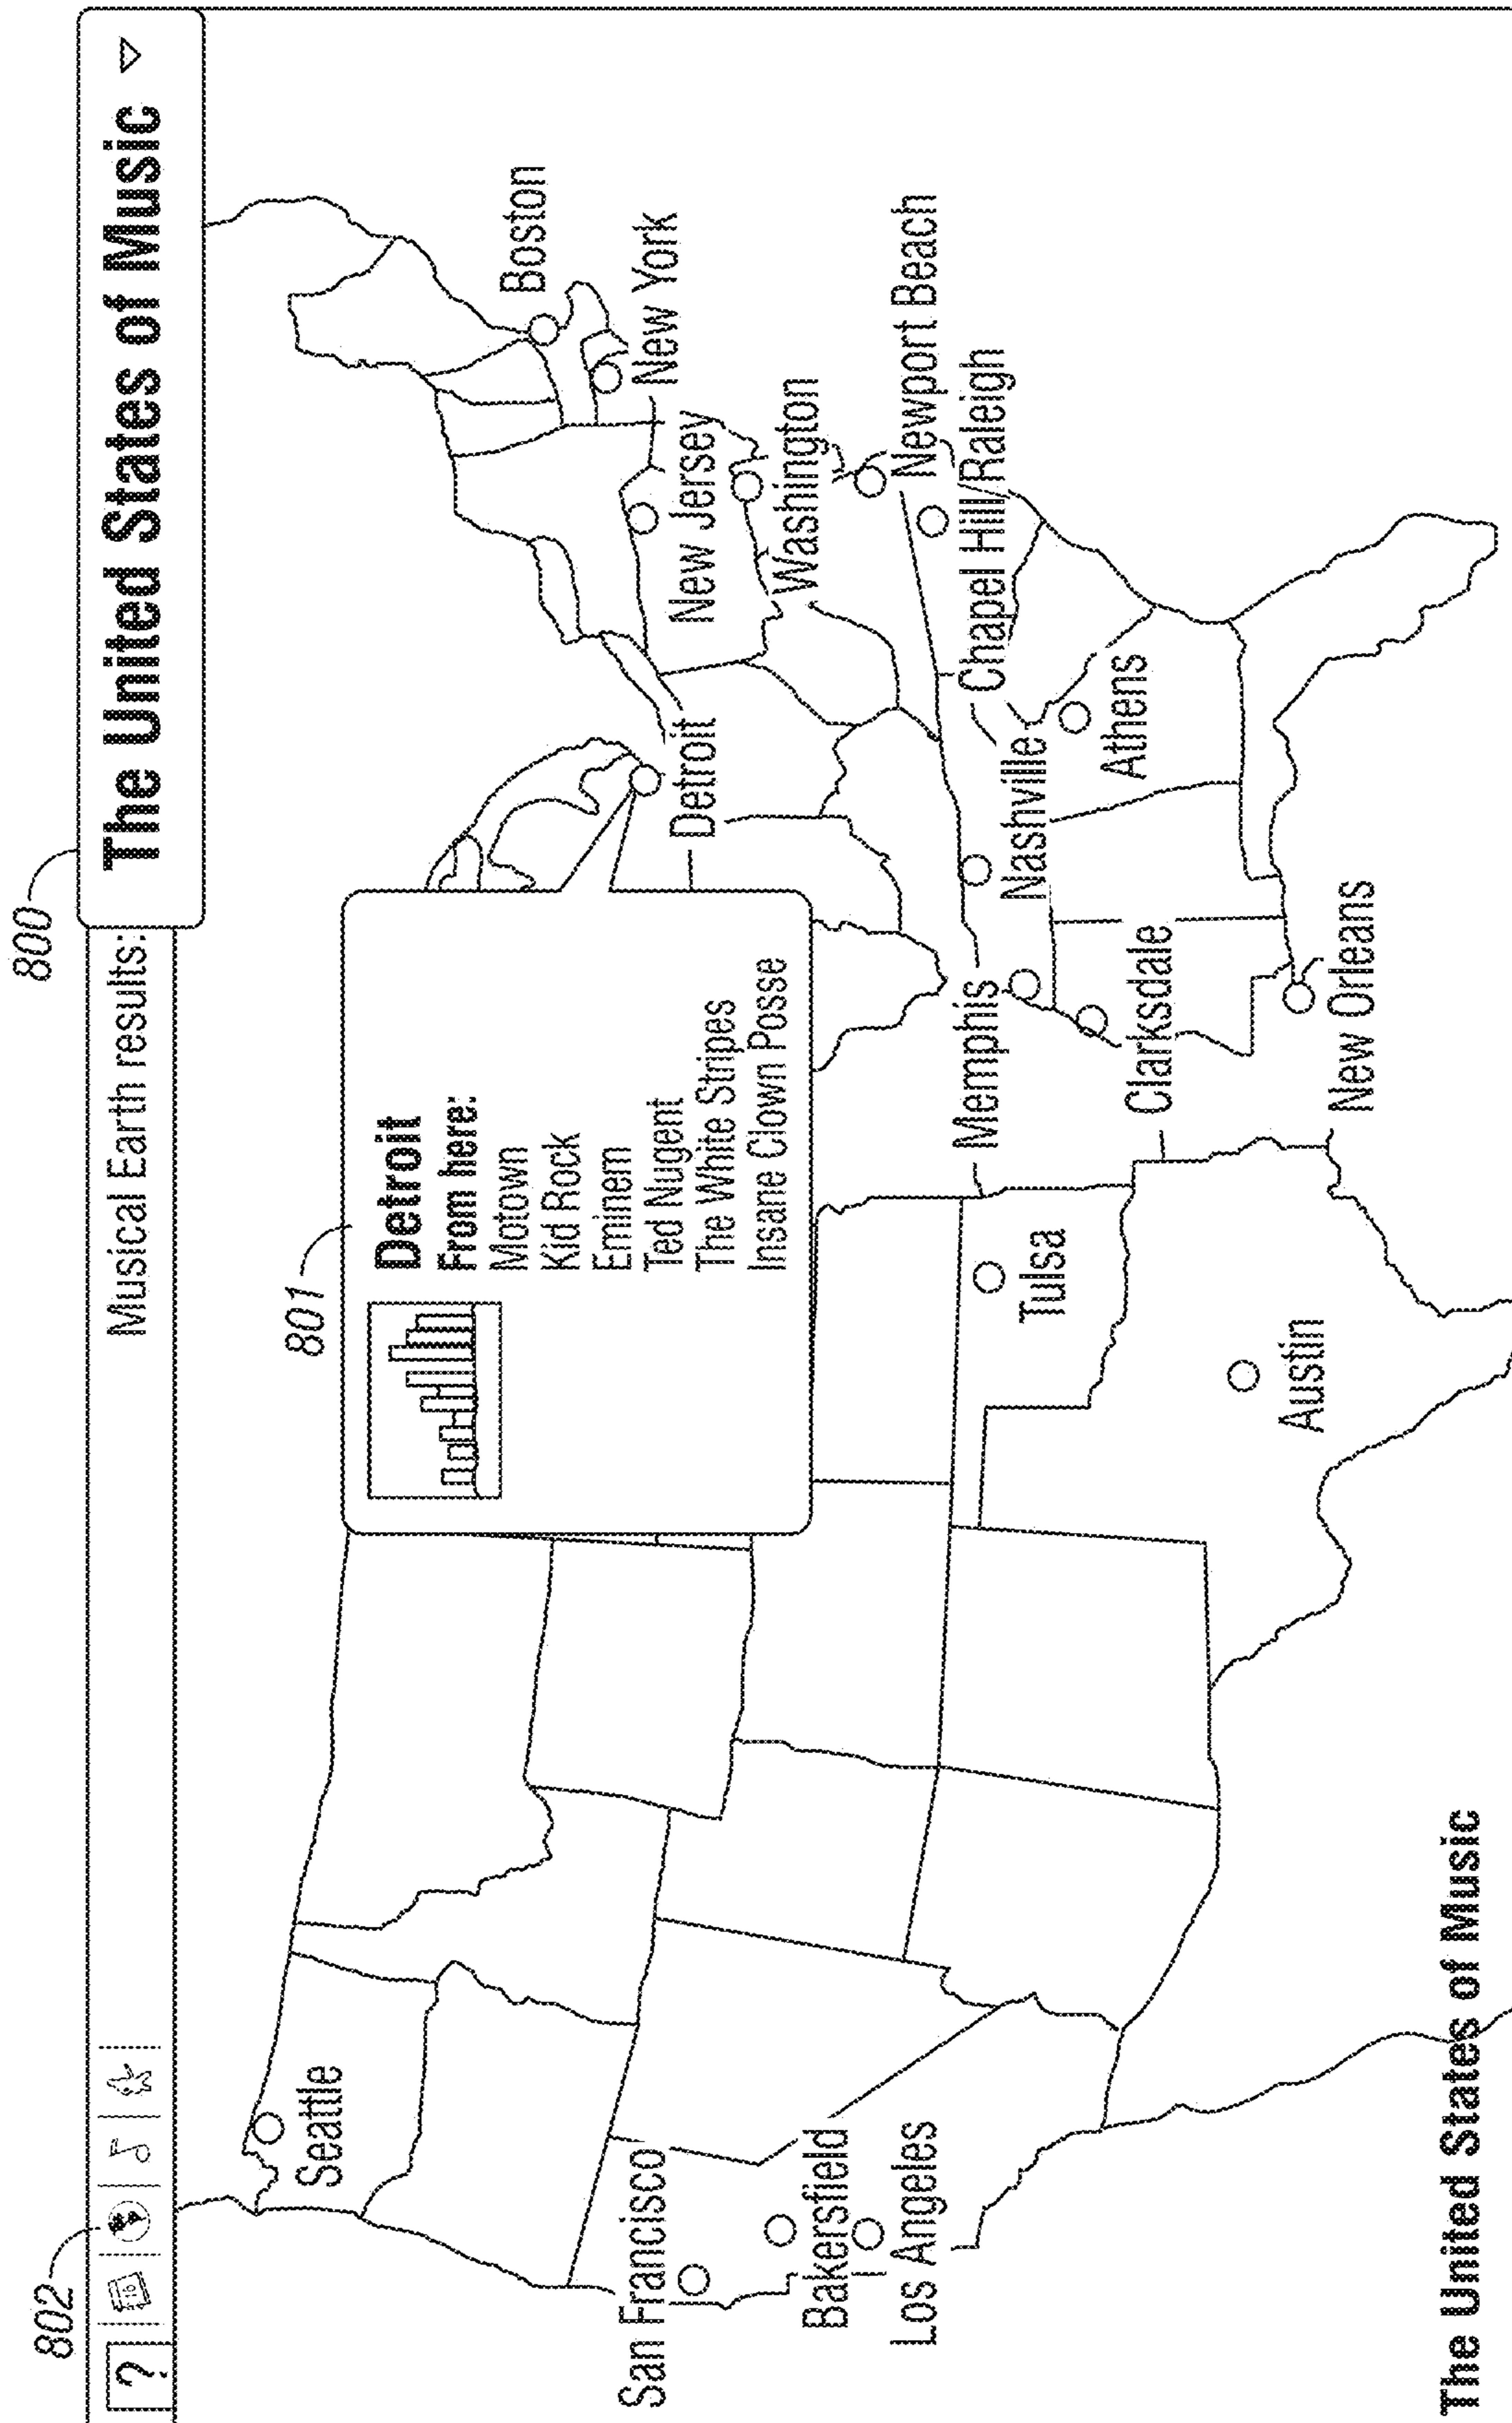 800
802
?
16
Musical Earth results:
The United States of Music
801
Detroit
From here:
Motown
Kid Rock
Eminem
Ted Nugent
The White Stripes
Insane Clown Posse
Seattle
San Francisco
Bakersfield
Los Angeles
Boston
New York
New Jersey
Washington
Newport Beach
Chapel Hill/Raleigh
Detroit
Nashville
Athens
Memphis
Clarksdale
New Orleans
Tulsa
Austin
The United States of Music